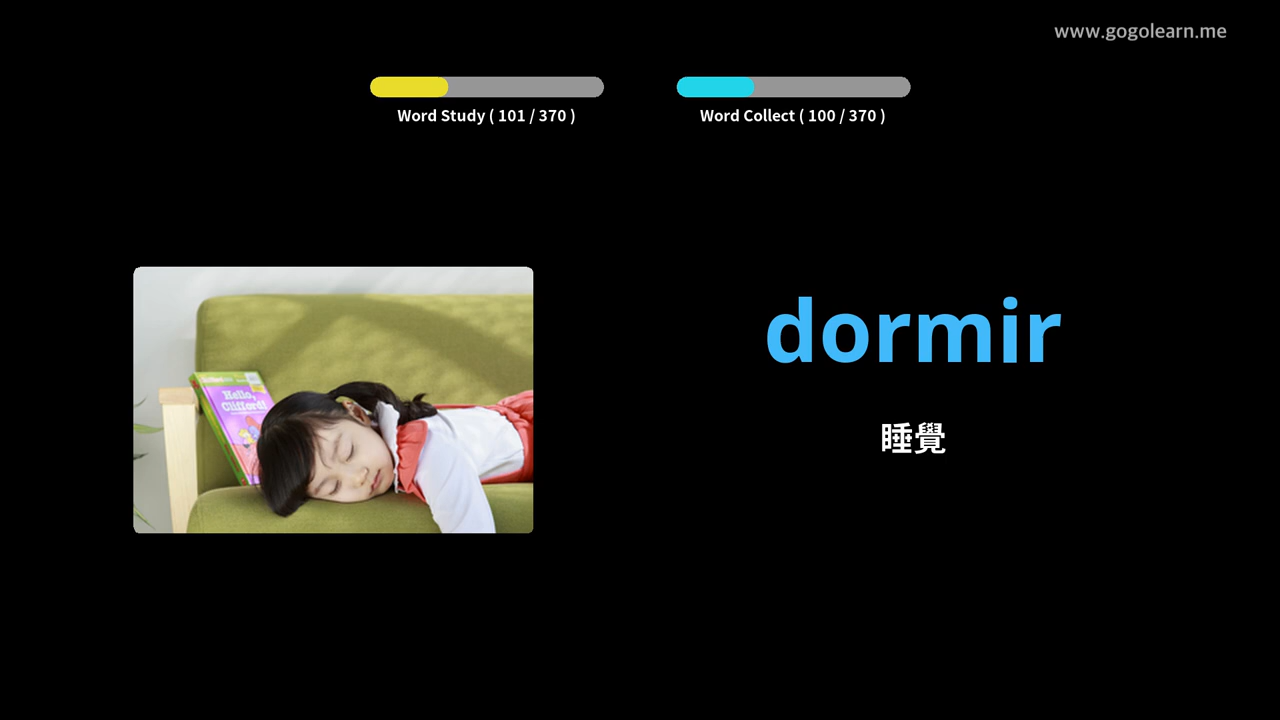 www.gogolearn.me
Word Study ( 101 / 370 )
Word Collect ( 100 / 370 )
dormir
睡覺
Hello,
Clifford!